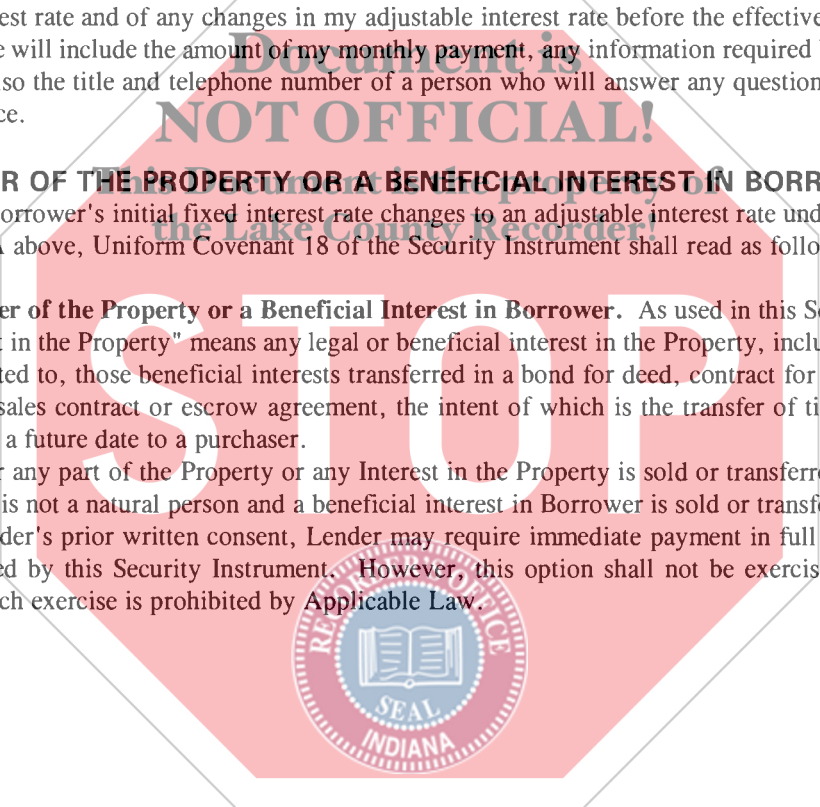 est rate and of any changes in my adjustable interest rate before the effective
e will include the amount of my monthly payment, any information required
so the title and telephone number of a person who will answer any question
ce.
Document is
NOT OFFICIAL!
This Document is the property of
the Lake County Recorder!
R OF THE PROPERTY OR A BENEFICIAL INTEREST IN BORR
orrower's initial fixed interest rate changes to an adjustable interest rate und
A above, Uniform Covenant 18 of the Security Instrument shall read as follo
er of the Property or a Beneficial Interest in Borrower. As used in this Se
t in the Property" means any legal or beneficial interest in the Property, inclu
ted to, those beneficial interests transferred in a bond for deed, contract for
sales contract or escrow agreement, the intent of which is the transfer of ti
a future date to a purchaser.
r any part of the Property or any Interest in the Property is sold or transferre
is not a natural person and a beneficial interest in Borrower is sold or transfe
der's prior written consent, Lender may require immediate payment in full
ed by this Security Instrument. However, this option shall not be exercis
ch exercise is prohibited by Applicable Law.
STOP
RECORDER'S OFFICE
SEAL
INDIANA